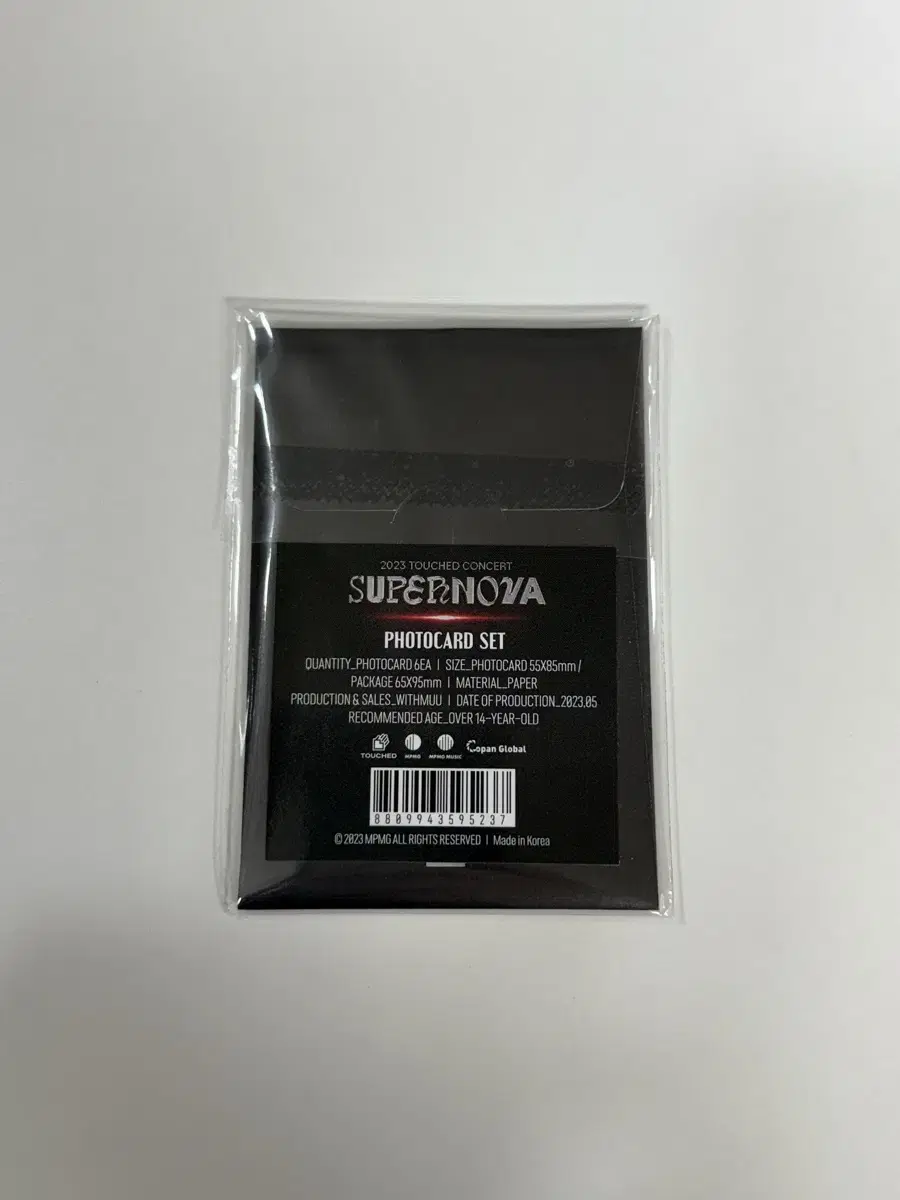 2023 TOUCHED CONCERT
SUPERNOVA
PHOTOCARD SET
QUANTITY_PHOTOCARD 6EA | SIZE_PHOTOCARD 55X85mm /
PACKAGE 65X95mm | MATERIAL_PAPER
PRODUCTION & SALES_WITHMUU | DATE OF PRODUCTION_2023.05
RECOMMENDED AGE_OVER 14-YEAR-OLD
TOUCHED MPMG MPMG MUSIC Copan Global
8809943595237
© 2023 MPMG ALL RIGHTS RESERVED | Made in Korea